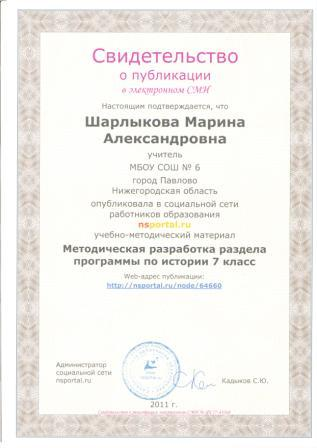 Свидетельство
о публикации
в электронном СМИ
Настоящим подтверждается, что
Шарлыкова Марина
Александровна
учитель
МБОУ СОШ № 6
город Павлово
Нижегородская область
опубликовала в социальной сети
работников образования
nsportal.ru
учебно-методический материал
Методическая разработка раздела
программы по истории 7 класс
Web-адрес публикации:
http://nsportal.ru/node/64660
Администратор
социальной сети
nsportal.ru
Кадыков С.Ю.
2011 г.